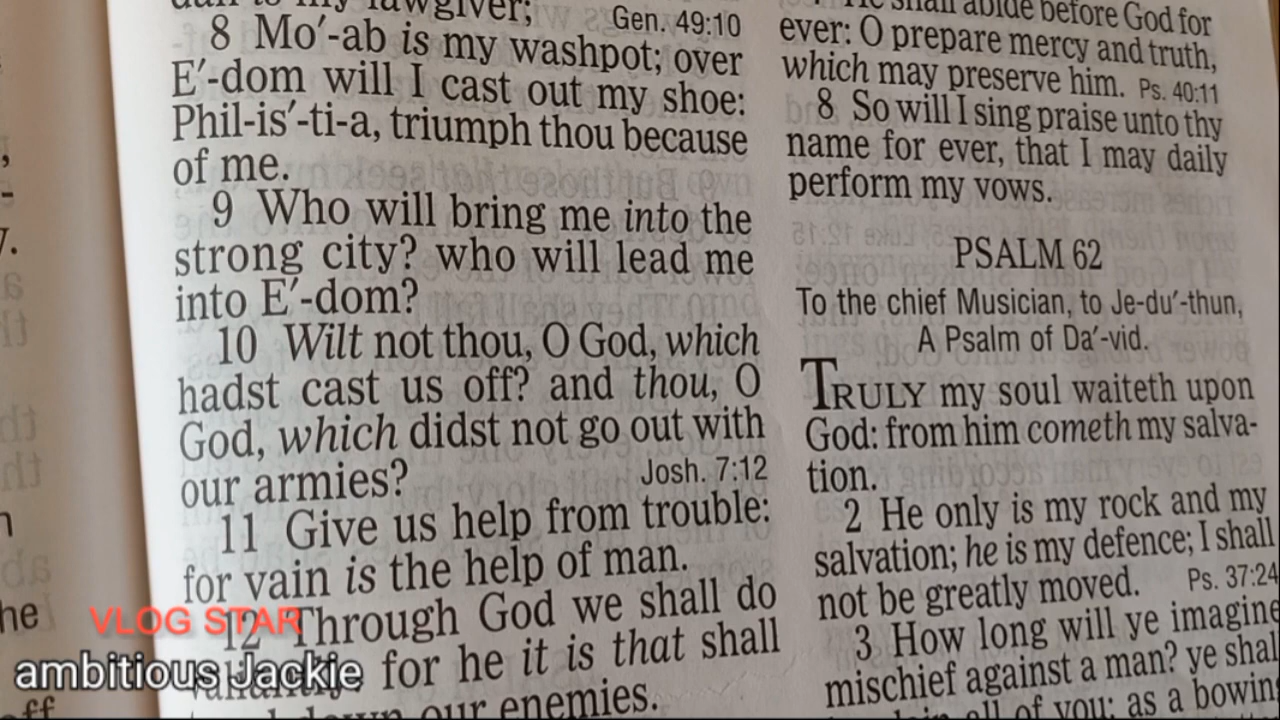 lawgiver;
Gen. 49:10
8 Mo′-ab is my washpot; over
E′-dom will I cast out my shoe:
Phil-is′-ti-a, triumph thou because
of me.
9 Who will bring me into the
strong city? who will lead me
into E′-dom?
10 Wilt not thou, O God, which
hadst cast us off? and thou, O
God, which didst not go out with
our armies?
Josh. 7:12
11 Give us help from trouble:
for vain is the help of man.
12 Through God we shall do
for he it is that shall
down our enemies.
He shall abide before God for
ever: O prepare mercy and truth,
which may preserve him. Ps. 40:11
8 So will I sing praise unto thy
name for ever, that I may daily
perform my vows.
PSALM 62
To the chief Musician, to Je-du′-thun,
A Psalm of Da′-vid.
TRULY my soul waiteth upon
God: from him cometh my salva-
tion.
2 He only is my rock and my
salvation; he is my defence; I shall
not be greatly moved. Ps. 37:24
3 How long will ye imagine
mischief against a man? ye shal
all of you: as a bowing
VLOG STAR
ambitious Jackie